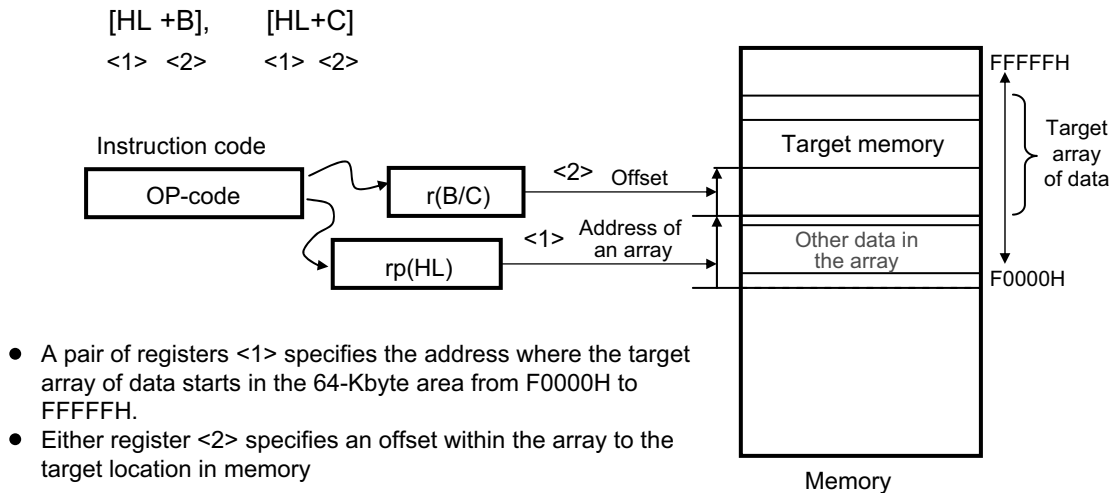 [HL +B], [HL+C]
<1> <2> <1> <2>
FFFFFH
Instruction code
OP-code
r(B/C)
<2> Offset
Target memory
Target
array
of data
rp(HL)
<1> Address of
an array
Other data in
the array
F0000H
● A pair of registers <1> specifies the address where the target
array of data starts in the 64-Kbyte area from F0000H to
FFFFFH.
● Either register <2> specifies an offset within the array to the
target location in memory
Memory